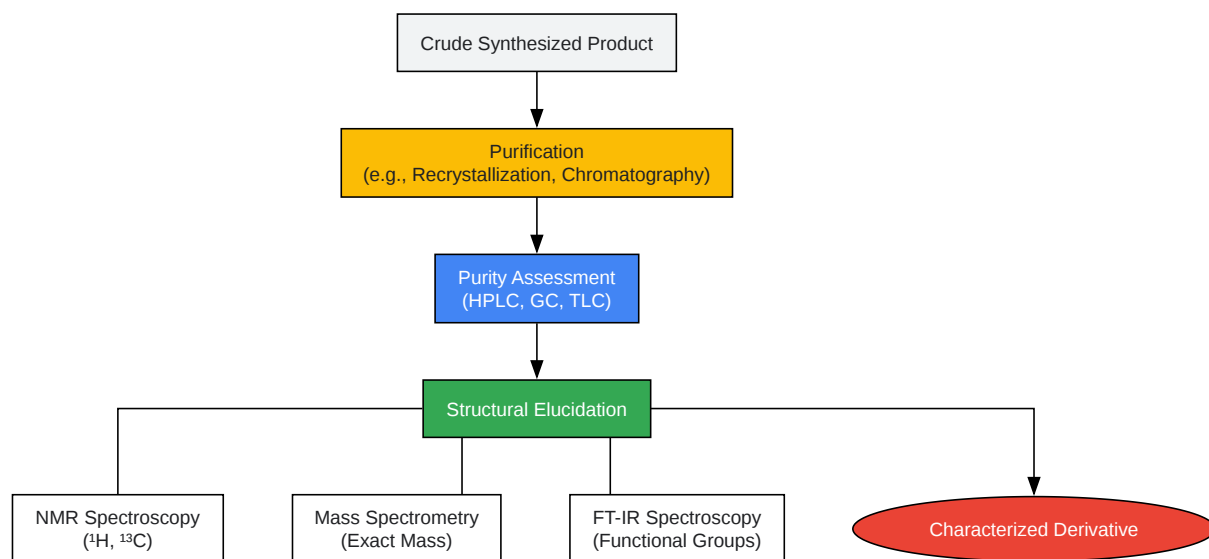 Crude Synthesized Product
Purification
(e.g., Recrystallization, Chromatography)
Purity Assessment
(HPLC, GC, TLC)
Structural Elucidation
NMR Spectroscopy
(¹H, ¹³C)
Mass Spectrometry
(Exact Mass)
FT-IR Spectroscopy
(Functional Groups)
Characterized Derivative